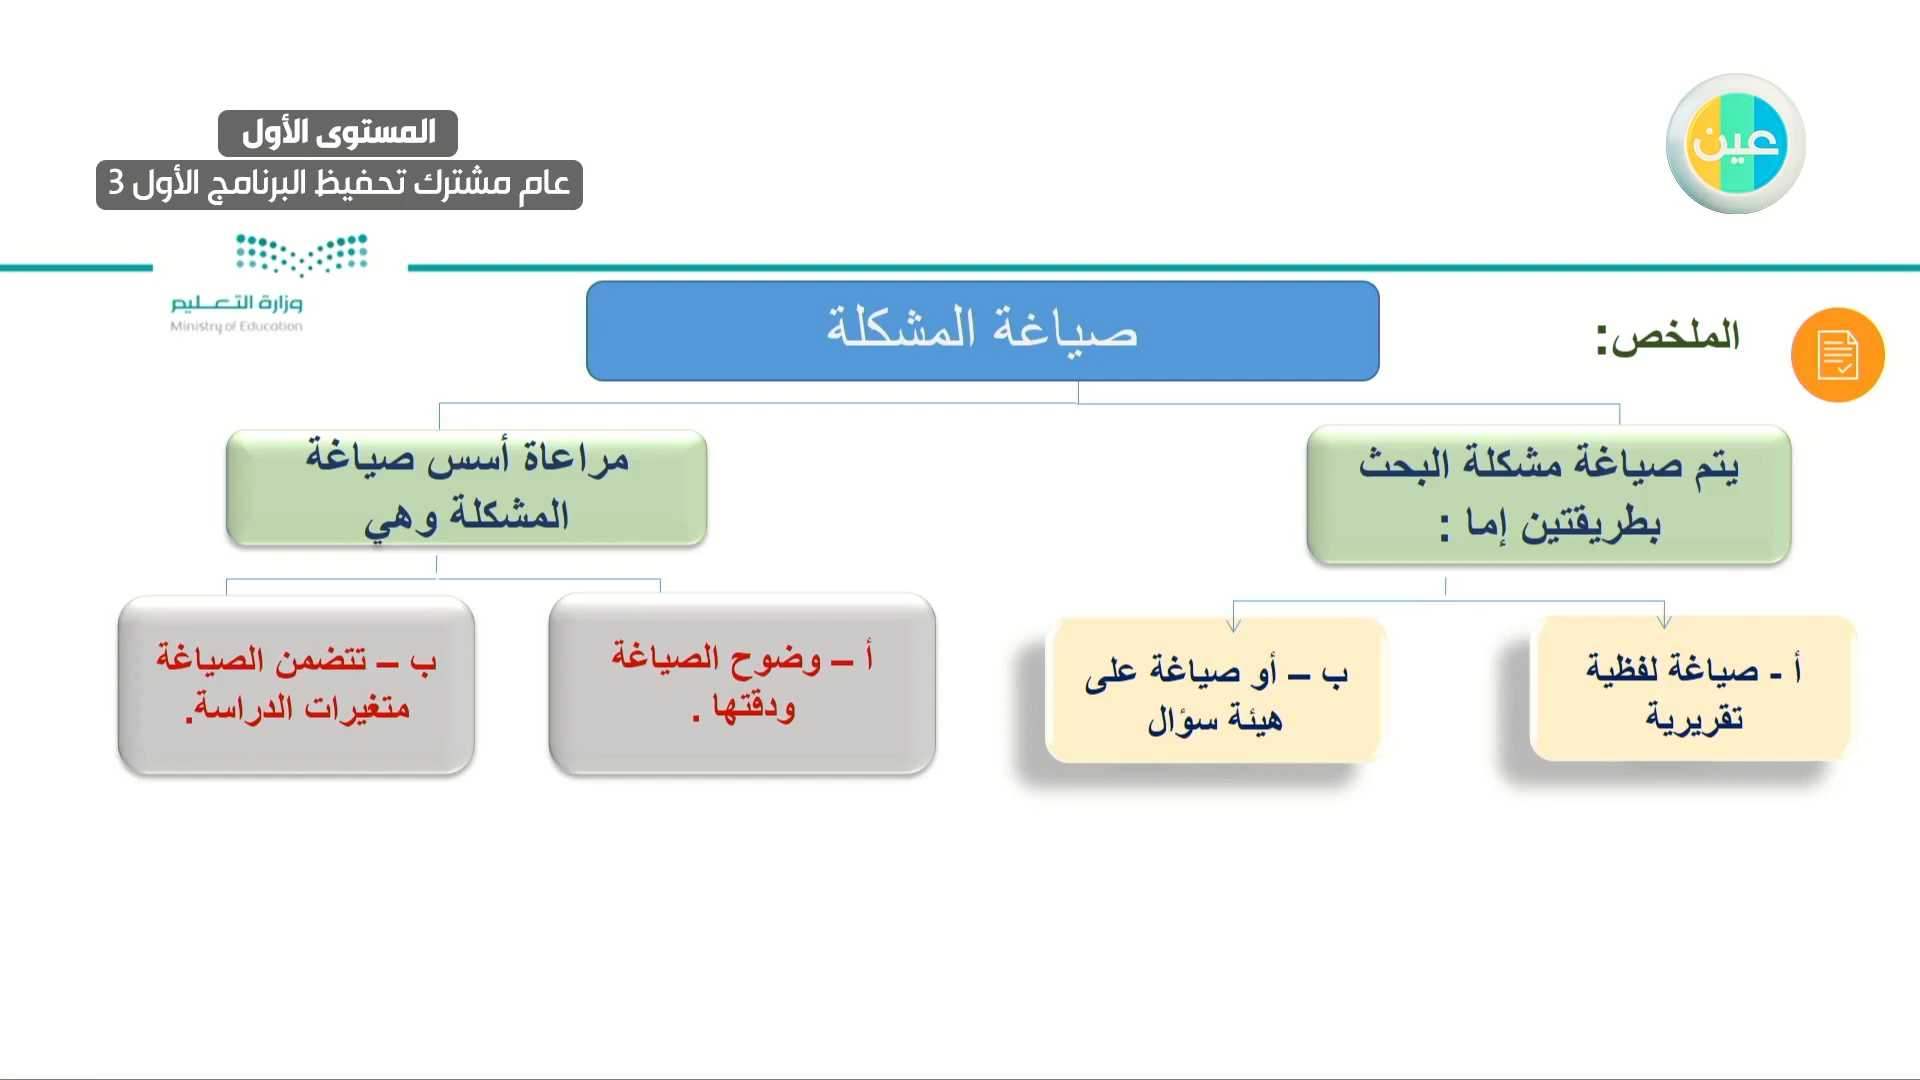 المستوى الأول
عام مشترك تحفيظ البرنامج الأول 3
عين
وزارة التعليم
Ministry of Education
الملخص:
صياغة المشكلة
يتم صياغة مشكلة البحث
بطريقتين إما :
أ - صياغة لفظية
تقريرية
ب – أو صياغة على
هيئة سؤال
مراعاة أسس صياغة
المشكلة وهي
أ – وضوح الصياغة
ودقتها .
ب – تتضمن الصياغة
متغيرات الدراسة.